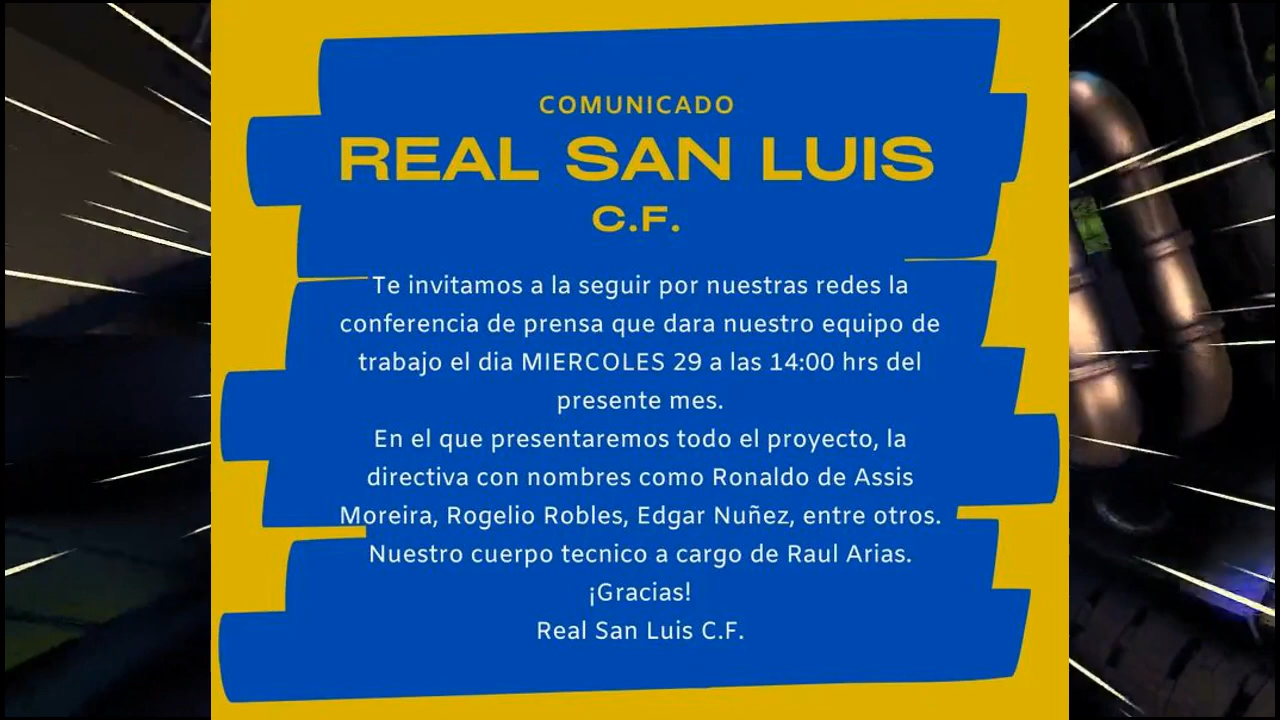 COMUNICADO
REAL SAN LUIS
C.F.
Te invitamos a la seguir por nuestras redes la
conferencia de prensa que dara nuestro equipo de
trabajo el dia MIERCOLES 29 a las 14:00 hrs del
presente mes.
En el que presentaremos todo el proyecto, la
directiva con nombres como Ronaldo de Assis
Moreira, Rogelio Robles, Edgar Nuñez, entre otros.
Nuestro cuerpo tecnico a cargo de Raul Arias.
¡Gracias!
Real San Luis C.F.